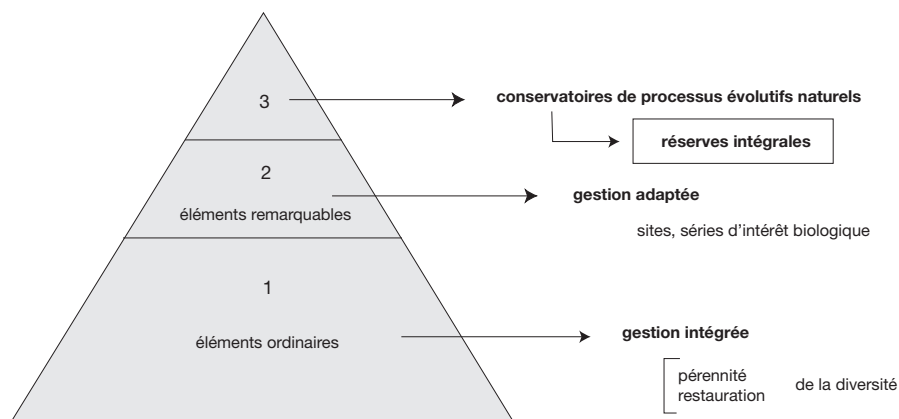 3
conservatoires de processus évolutifs naturels
réserves intégrales
2
éléments remarquables
gestion adaptée
sites, séries d’intérêt biologique
1
éléments ordinaires
gestion intégrée
pérennité
restauration
de la diversité